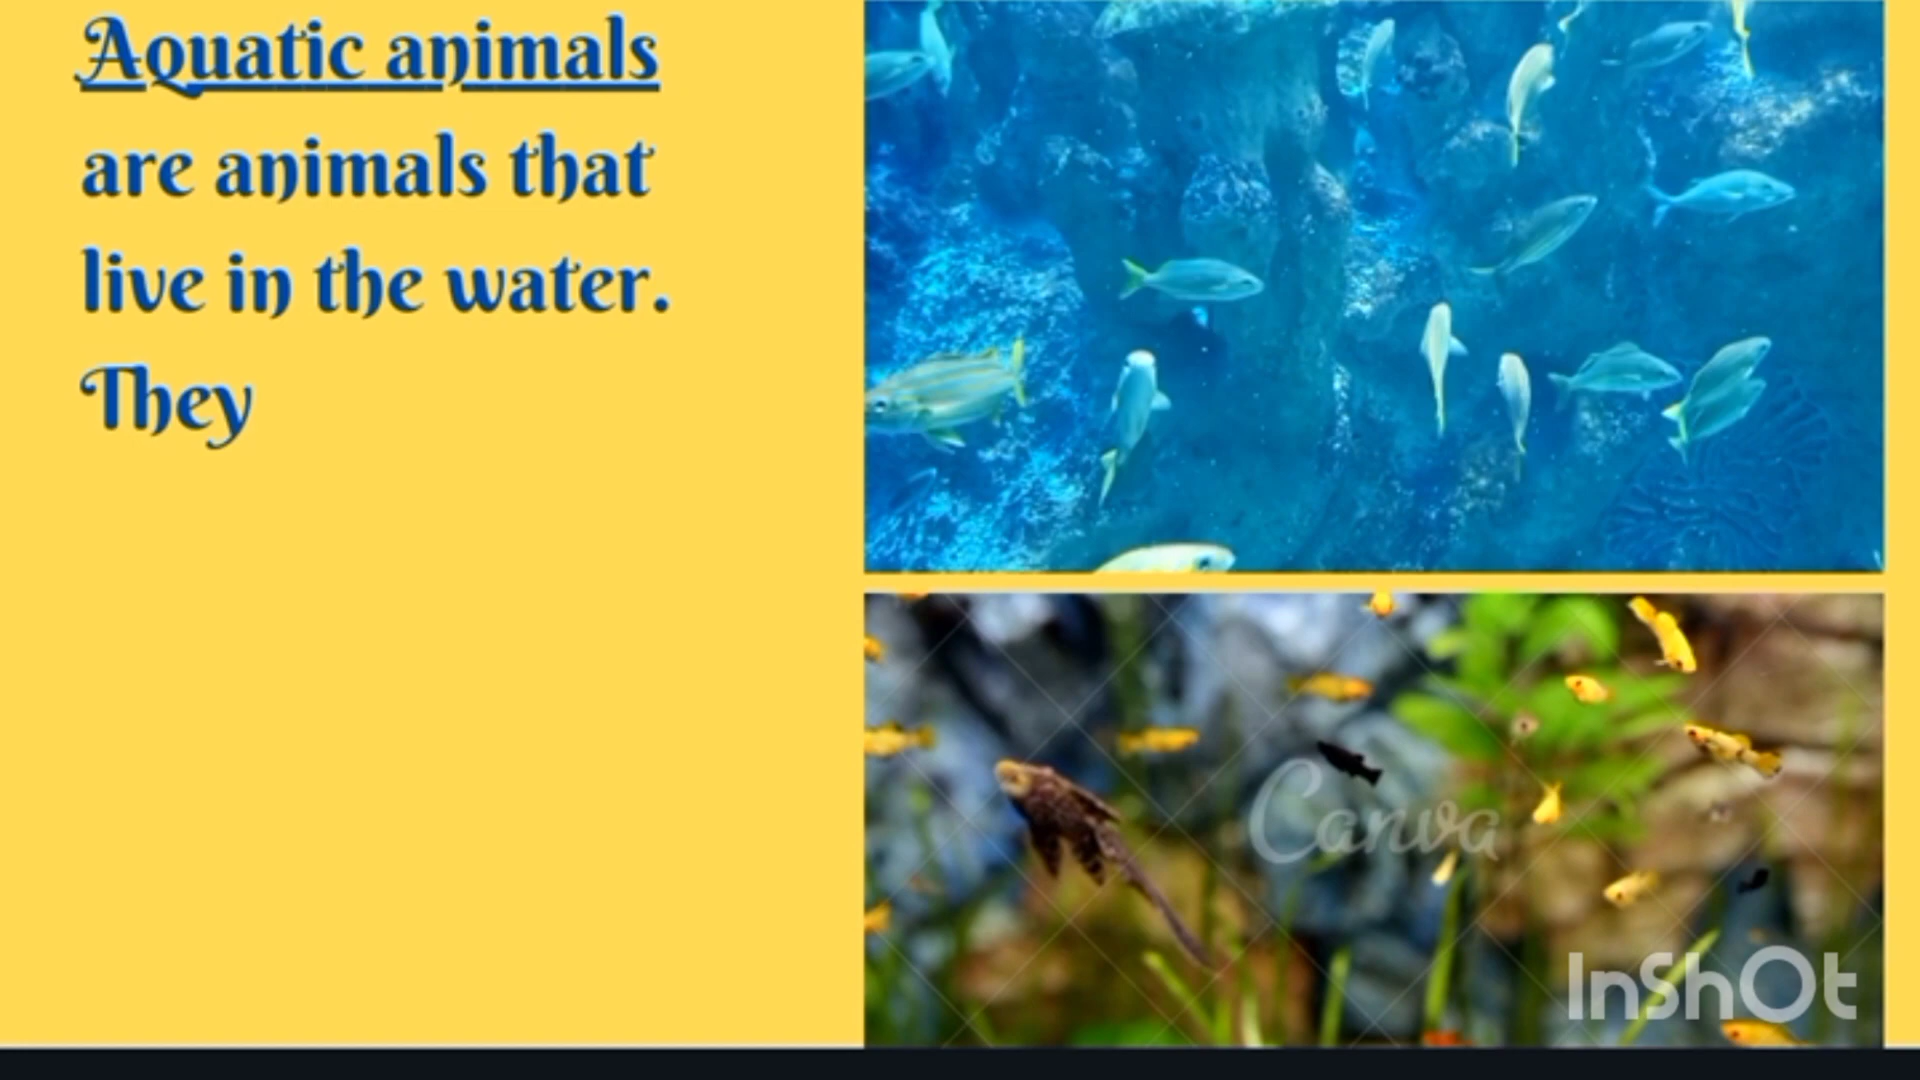 Aquatic animals
are animals that
live in the water.
They
Canva
InShOt